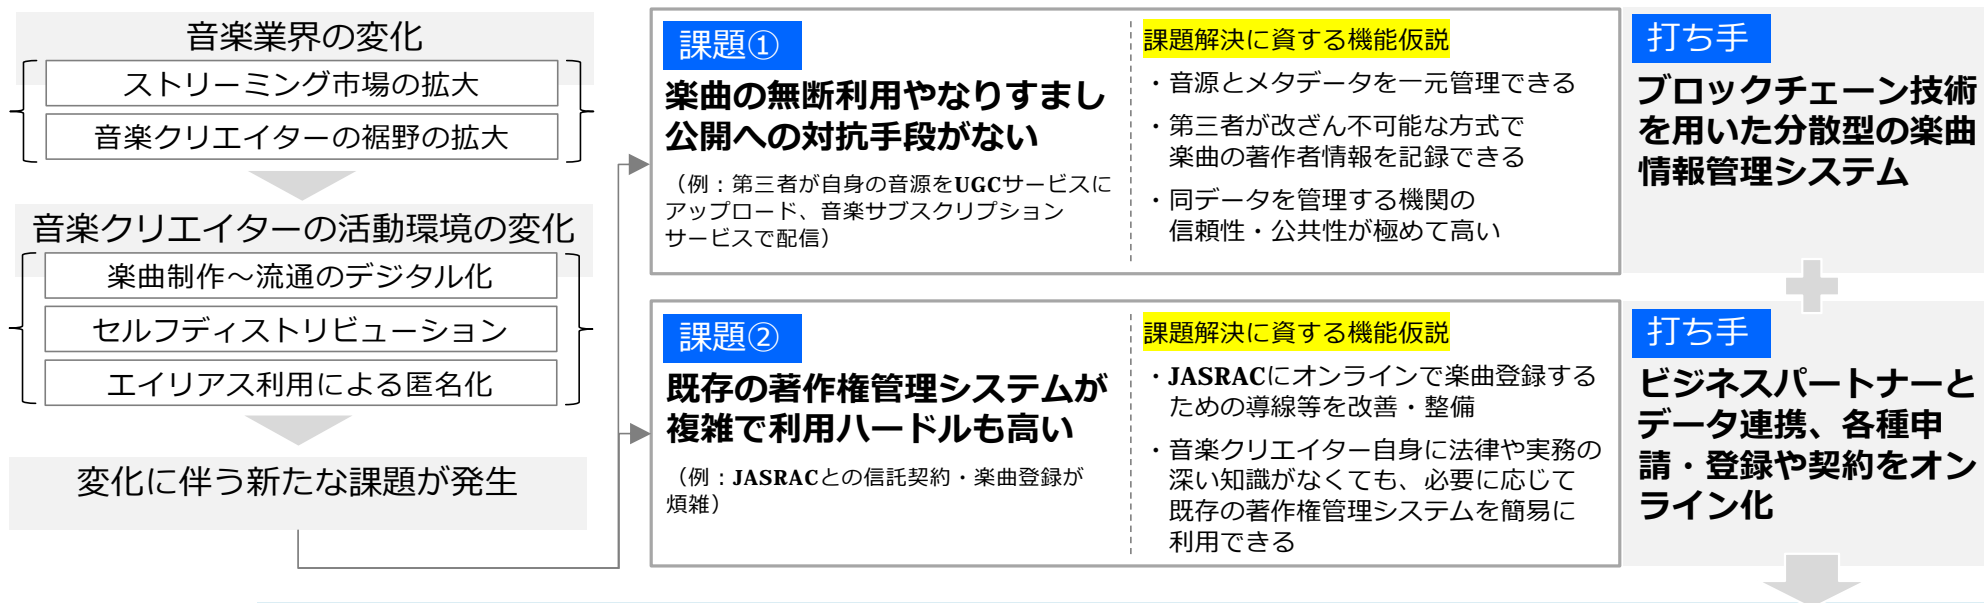 音楽業界の変化
ストリーミング市場の拡大
音楽クリエイターの裾野の拡大
音楽クリエイターの活動環境の変化
楽曲制作～流通のデジタル化
セルフディストリビューション
エイリアス利用による匿名化
変化に伴う新たな課題が発生
課題①
楽曲の無断利用やなりすまし
公開への対抗手段がない
（例：第三者が自身の音源をUGCサービスに
アップロード、音楽サブスクリプション
サービスで配信）
課題解決に資する機能仮説
・音源とメタデータを一元管理できる
・第三者が改ざん不可能な方式で
楽曲の著作者情報を記録できる
・同データを管理する機関の
信頼性・公共性が極めて高い
打ち手
ブロックチェーン技術
を用いた分散型の楽曲
情報管理システム
課題②
既存の著作権管理システムが
複雑で利用ハードルも高い
（例：JASRACとの信託契約・楽曲登録が
煩雑）
課題解決に資する機能仮説
・JASRACにオンラインで楽曲登録する
ための導線等を改善・整備
・音楽クリエイター自身に法律や実務の
深い知識がなくても、必要に応じて
既存の著作権管理システムを簡易に
利用できる
打ち手
ビジネスパートナーと
データ連携、各種申
請・登録や契約をオン
ライン化